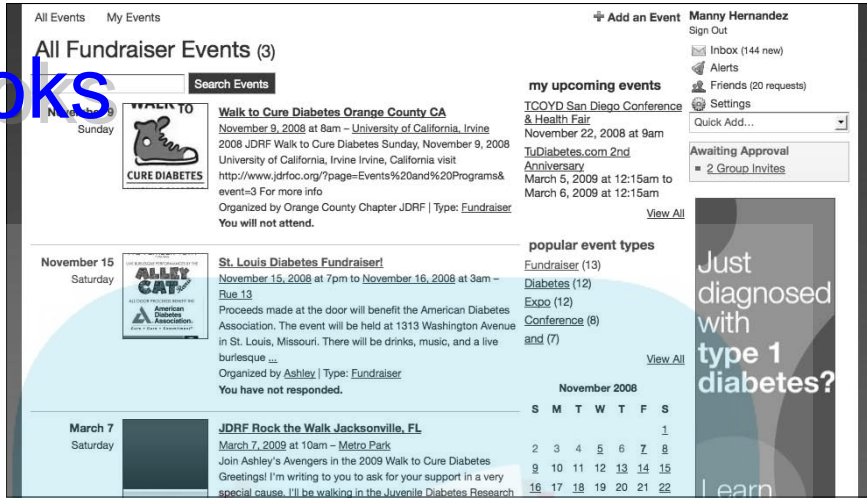 All Events My Events
Add an Event
Manny Hernandez
Sign Out
Inbox (144 new)
Alerts
Friends (20 requests)
Settings
Quick Add...
Awaiting Approval
2 Group Invites
All Fundraiser Events (3)
oks
Search Events
November 9
Sunday
WALK TO
CURE DIABETES
Walk to Cure Diabetes Orange County CA
November 9, 2008 at 8am – University of California, Irvine
2008 JDRF Walk to Cure Diabetes Sunday, November 9, 2008
University of California, Irvine Irvine, California visit
http://www.jdrfoc.org/?page=Events%20and%20Programs&
event=3 For more info
Organized by Orange County Chapter JDRF | Type: Fundraiser
You will not attend.
November 15
Saturday
ALLEY
CAT
American
Diabetes
Association.
Cure • Care • Commitment
St. Louis Diabetes Fundraiser!
November 15, 2008 at 7pm to November 16, 2008 at 3am –
Rue 13
Proceeds made at the door will benefit the American Diabetes
Association. The event will be held at 1313 Washington Avenue
in St. Louis, Missouri. There will be drinks, music, and a live
burlesque ...
Organized by Ashley | Type: Fundraiser
You have not responded.
March 7
Saturday
JDRF Rock the Walk Jacksonville, FL
March 7, 2009 at 10am – Metro Park
Join Ashley's Avengers in the 2009 Walk to Cure Diabetes
Greetings! I'm writing to you to ask for your support in a very
special cause. I'll be walking in the Juvenile Diabetes Research
my upcoming events
TCOYD San Diego Conference
& Health Fair
November 22, 2008 at 9am
TuDiabetes.com 2nd
Anniversary
March 5, 2009 at 12:15am to
March 6, 2009 at 12:15am
View All
popular event types
Fundraiser (13)
Diabetes (12)
Expo (12)
Conference (8)
and (7)
View All
November 2008
S M T W T F S
1
2 3 4 5 6 7 8
9 10 11 12 13 14 15
16 17 18 19 20 21 22
Just
diagnosed
with
type 1
diabetes?
Learn